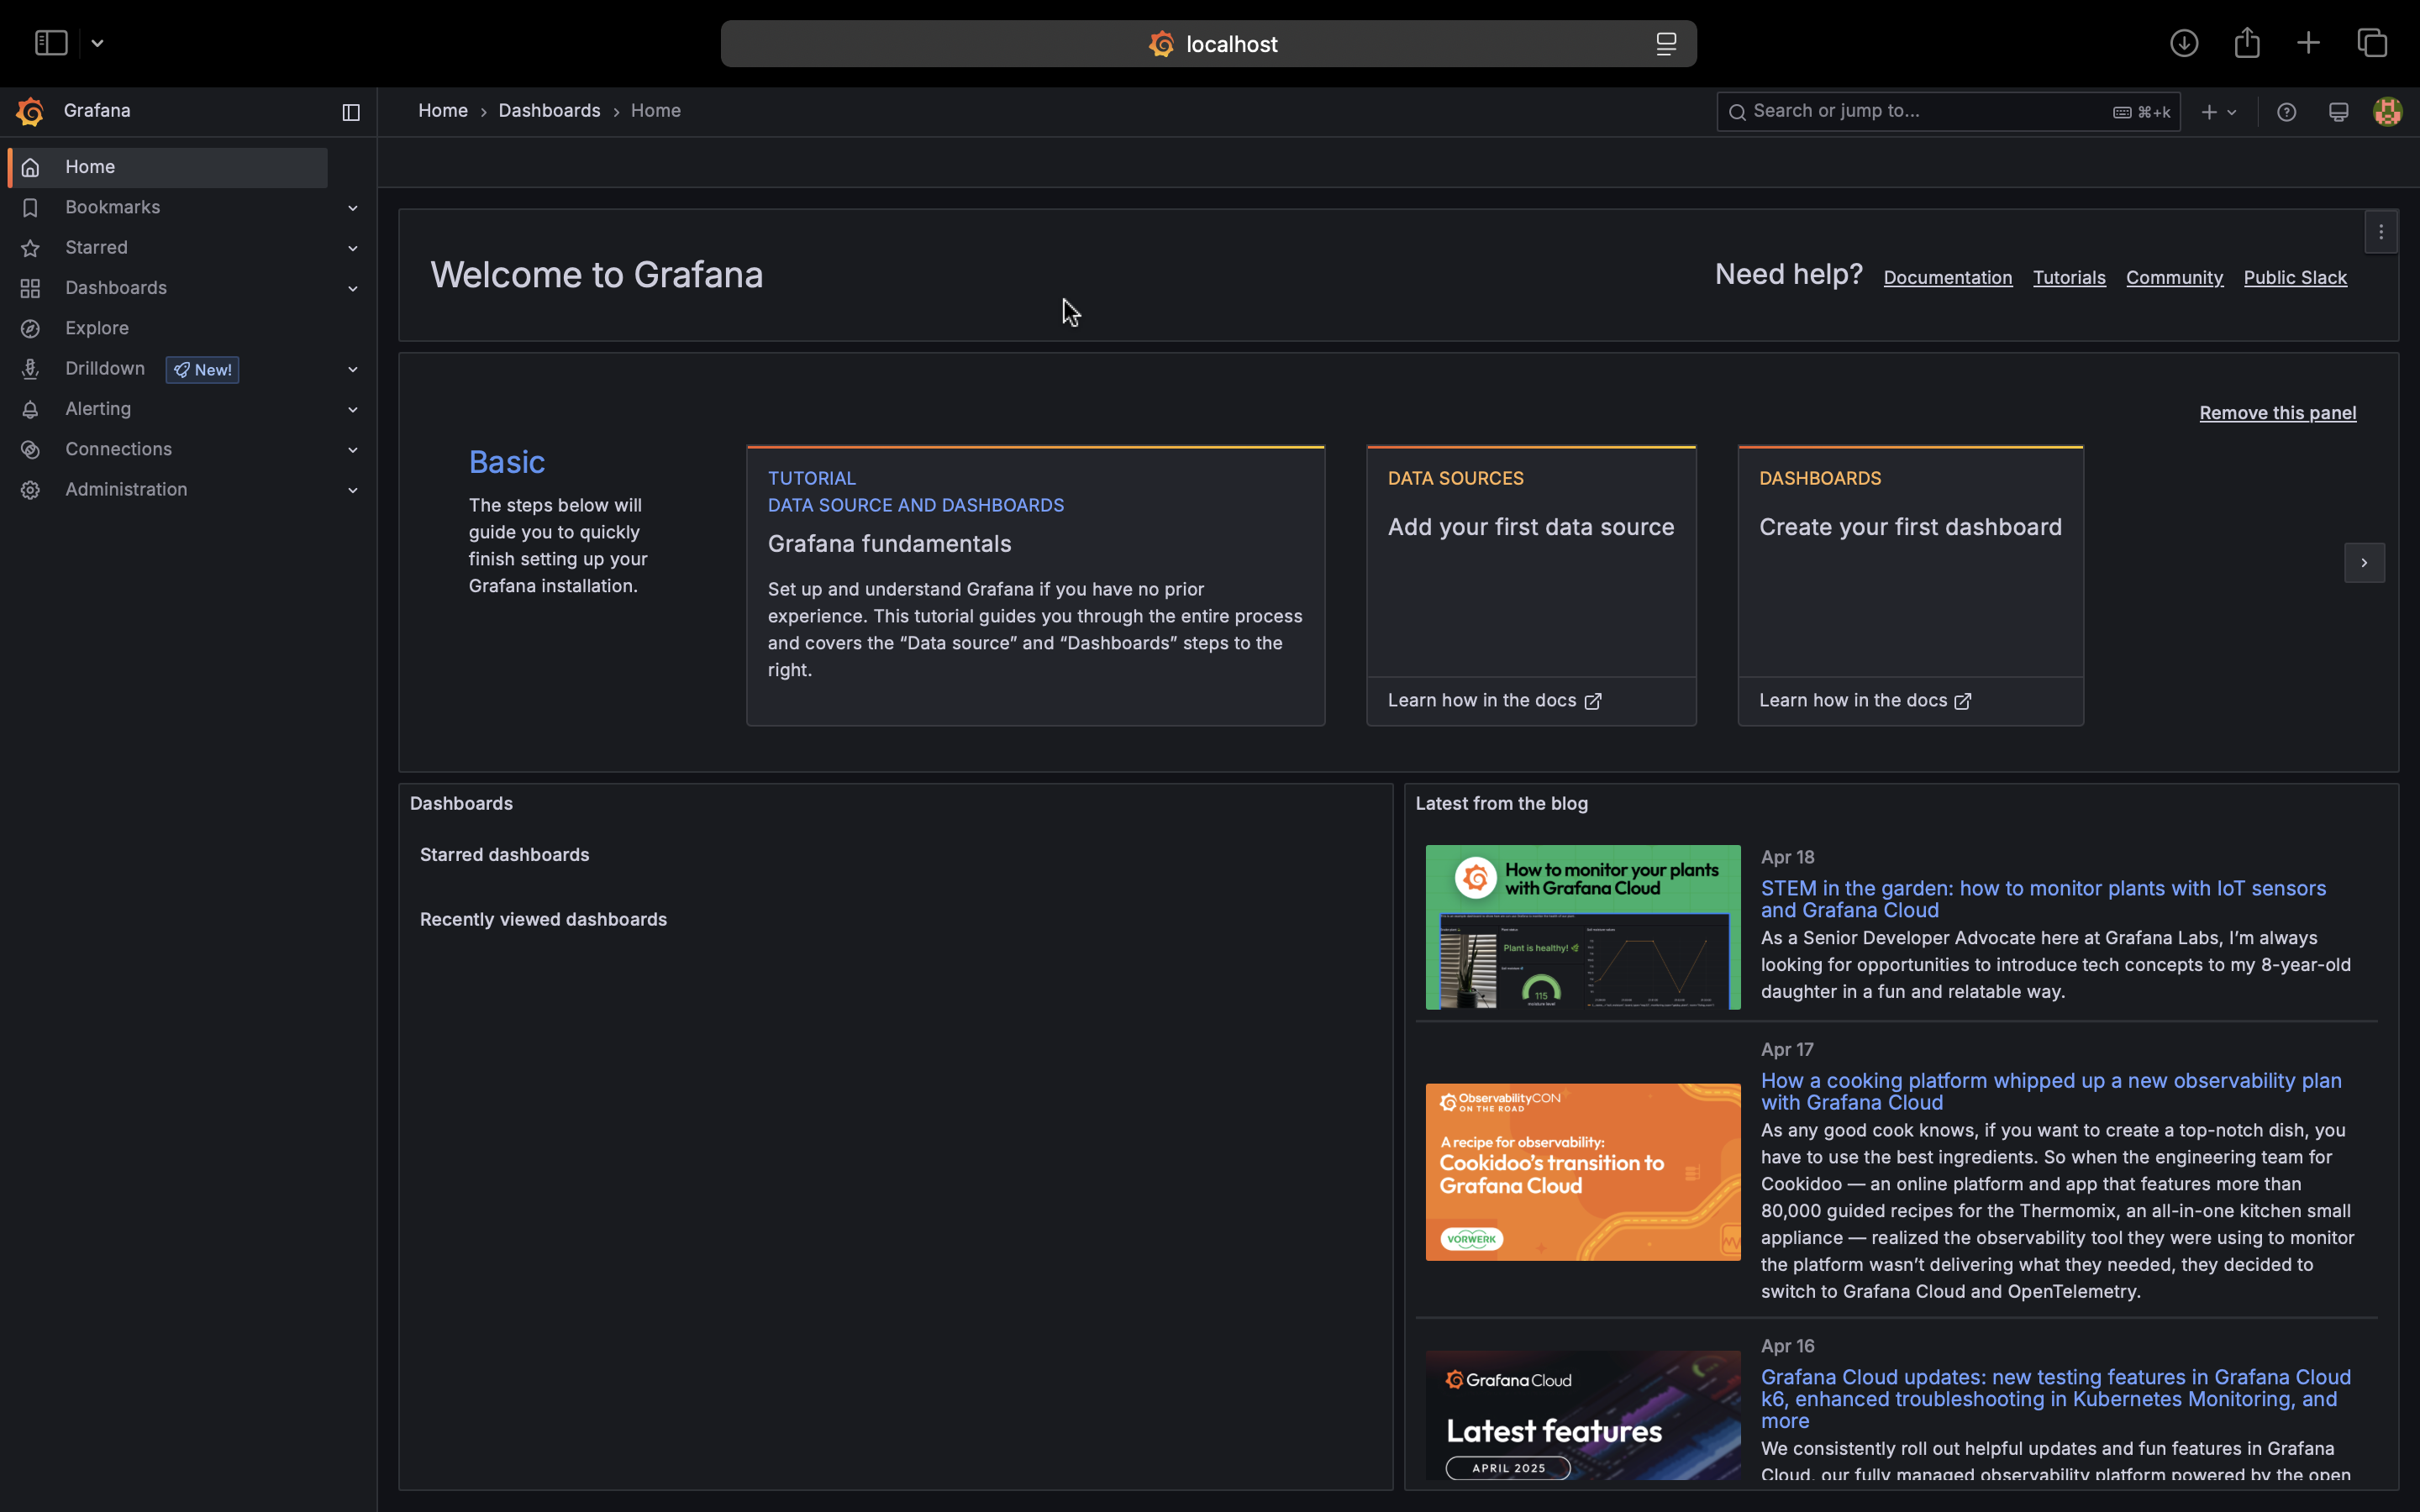 localhost
Grafana
Home › Dashboards › Home
Search or jump to... ⌘+k
Home
Bookmarks
Starred
Dashboards
Explore
Drilldown New!
Alerting
Connections
Administration
Welcome to Grafana
Need help? Documentation Tutorials Community Public Slack
Remove this panel
Basic
The steps below will
guide you to quickly
finish setting up your
Grafana installation.
TUTORIAL
DATA SOURCE AND DASHBOARDS
Grafana fundamentals
Set up and understand Grafana if you have no prior
experience. This tutorial guides you through the entire process
and covers the “Data source” and “Dashboards” steps to the
right.
DATA SOURCES
Add your first data source
Learn how in the docs
DASHBOARDS
Create your first dashboard
Learn how in the docs
Dashboards
Starred dashboards
Recently viewed dashboards
Latest from the blog
How to monitor your plants
with Grafana Cloud
Plant is healthy!
115
Apr 18
STEM in the garden: how to monitor plants with IoT sensors
and Grafana Cloud
As a Senior Developer Advocate here at Grafana Labs, I’m always
looking for opportunities to introduce tech concepts to my 8-year-old
daughter in a fun and relatable way.
ObservabilityCON
ON THE ROAD
A recipe for observability:
Cookidoo’s transition to
Grafana Cloud
VORWERK
Apr 17
How a cooking platform whipped up a new observability plan
with Grafana Cloud
As any good cook knows, if you want to create a top-notch dish, you
have to use the best ingredients. So when the engineering team for
Cookidoo — an online platform and app that features more than
80,000 guided recipes for the Thermomix, an all-in-one kitchen small
appliance — realized the observability tool they were using to monitor
the platform wasn’t delivering what they needed, they decided to
switch to Grafana Cloud and OpenTelemetry.
Grafana Cloud
Latest features
APRIL 2025
Apr 16
Grafana Cloud updates: new testing features in Grafana Cloud
k6, enhanced troubleshooting in Kubernetes Monitoring, and
more
We consistently roll out helpful updates and fun features in Grafana
Cloud, our fully managed observability platform powered by the open